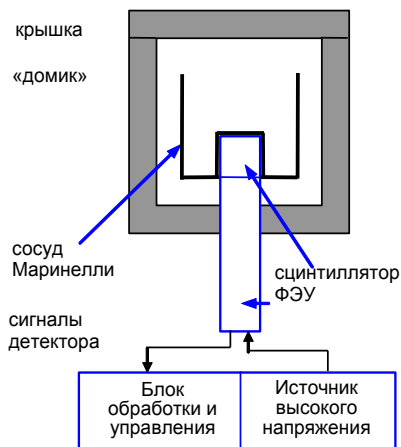 крышка
«домик»
сосуд
Маринелли
сцинтиллятор
ФЭУ
сигналы
детектора
Блок
обработки и
управления
Источник
высокого
напряжения